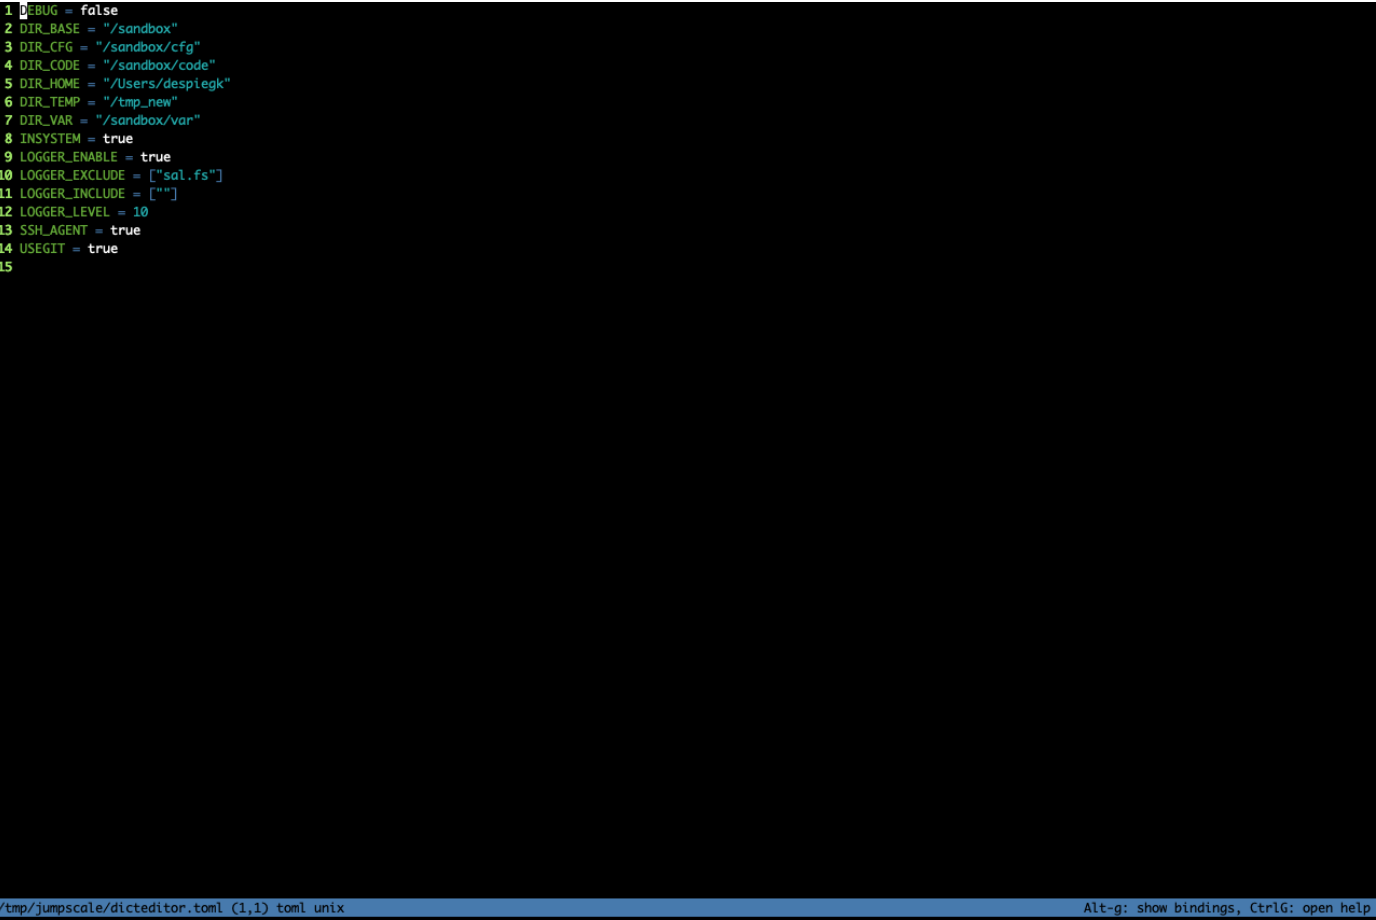 1 DEBUG = false
2 DIR_BASE = "/sandbox"
3 DIR_CFG = "/sandbox/cfg"
4 DIR_CODE = "/sandbox/code"
5 DIR_HOME = "/Users/despiegk"
6 DIR_TEMP = "/tmp_new"
7 DIR_VAR = "/sandbox/var"
8 INSYSTEM = true
9 LOGGER_ENABLE = true
10 LOGGER_EXCLUDE = ["sal.fs"]
11 LOGGER_INCLUDE = [""]
12 LOGGER_LEVEL = 10
13 SSH_AGENT = true
14 USEGIT = true
15
/tmp/jumpscale/dicteditor.toml (1,1) toml unix Alt-g: show bindings, CtrlG: open help